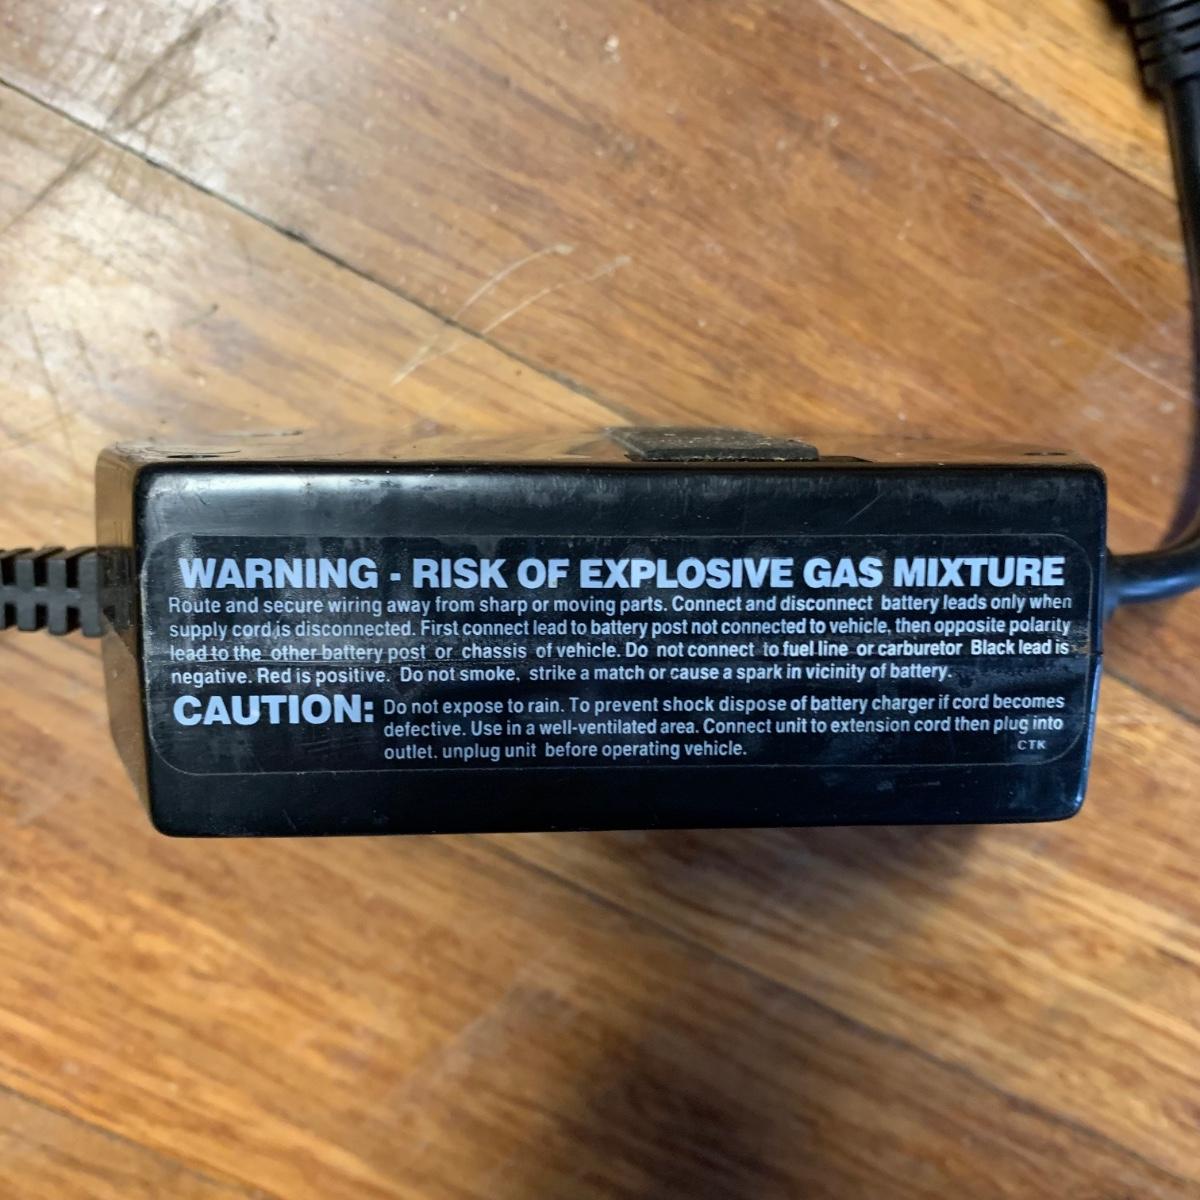 WARNING - RISK OF EXPLOSIVE GAS MIXTURE
Route and secure wiring away from sharp or moving parts. Connect and disconnect battery leads only when
supply cord is disconnected. First connect lead to battery post not connected to vehicle, then opposite polarity
lead to the other battery post or chassis of vehicle. Do not connect to fuel line or carburetor Black lead is
negative. Red is positive. Do not smoke, strike a match or cause a spark in vicinity of battery.
CAUTION: Do not expose to rain. To prevent shock dispose of battery charger if cord becomes
defective. Use in a well-ventilated area. Connect unit to extension cord then plug into
outlet. unplug unit before operating vehicle.
CTK